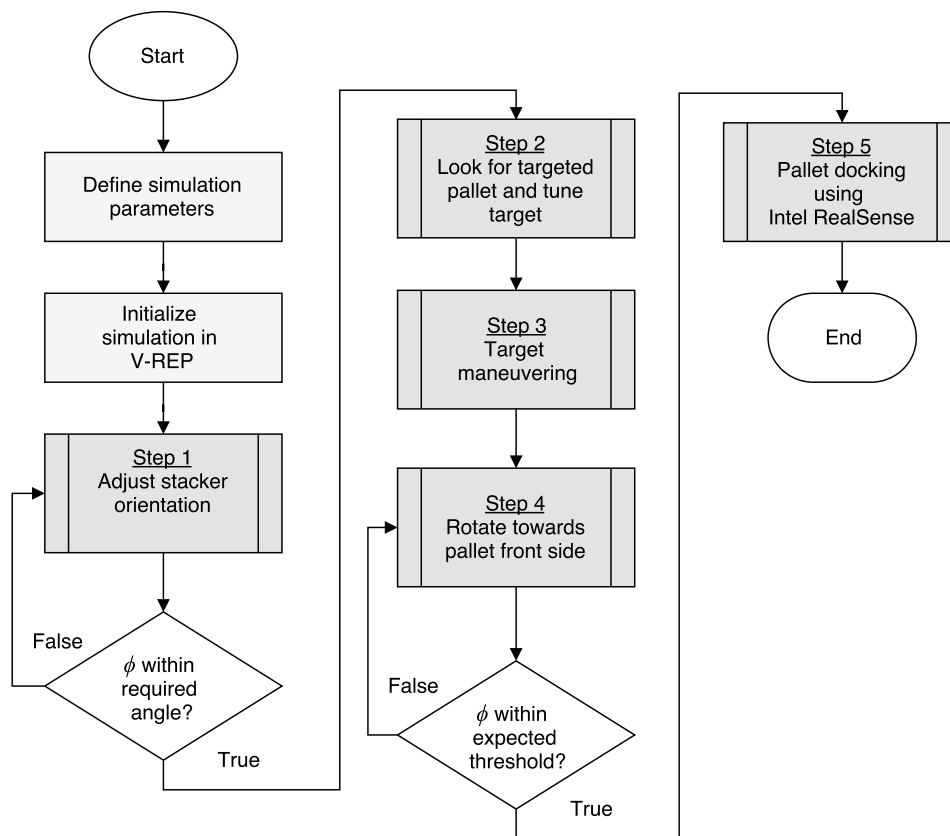 Start
Define simulation
parameters
Initialize
simulation in
V-REP
Step 1
Adjust stacker
orientation
False
ϕ within
required
angle?
True
Step 2
Look for targeted
pallet and tune
target
Step 3
Target
maneuvering
Step 4
Rotate towards
pallet front side
False
ϕ within
expected
threshold?
True
Step 5
Pallet docking
using
Intel RealSense
End